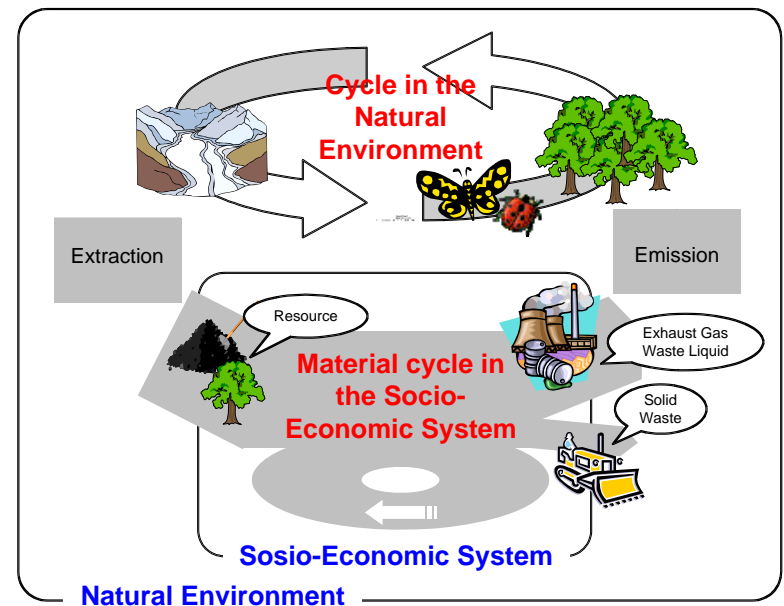 Cycle in the
Natural
Environment
Extraction
Emission
Resource
Exhaust Gas
Waste Liquid
Material cycle in
the Socio-
Economic System
Solid
Waste
Sosio-Economic System
Natural Environment